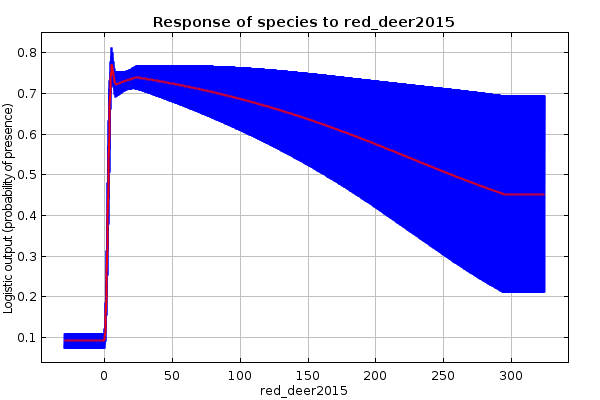 Response of species to red_deer2015
Logistic output (probability of presence)
0.8
0.7
0.6
0.5
0.4
0.3
0.2
0.1
0 50 100 150 200 250 300
red_deer2015